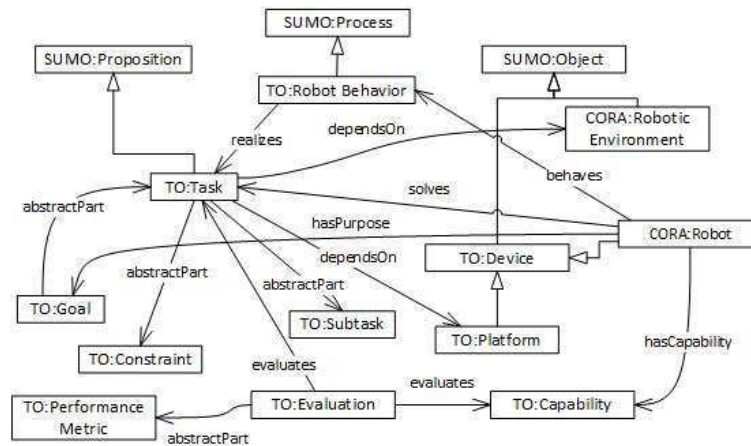 SUMO:Process
SUMO:Proposition
SUMO:Object
TO:Robot Behavior
CORA:Robotic
Environment
dependsOn
realizes
behaves
TO:Task
solves
abstractPart
hasPurpose
CORA:Robot
dependsOn
TO:Device
abstractPart
abstractPart
TO:Goal
TO:Subtask
TO:Platform
hasCapability
TO:Constraint
evaluates
evaluates
TO:Performance
Metric
TO:Evaluation
TO:Capability
abstractPart